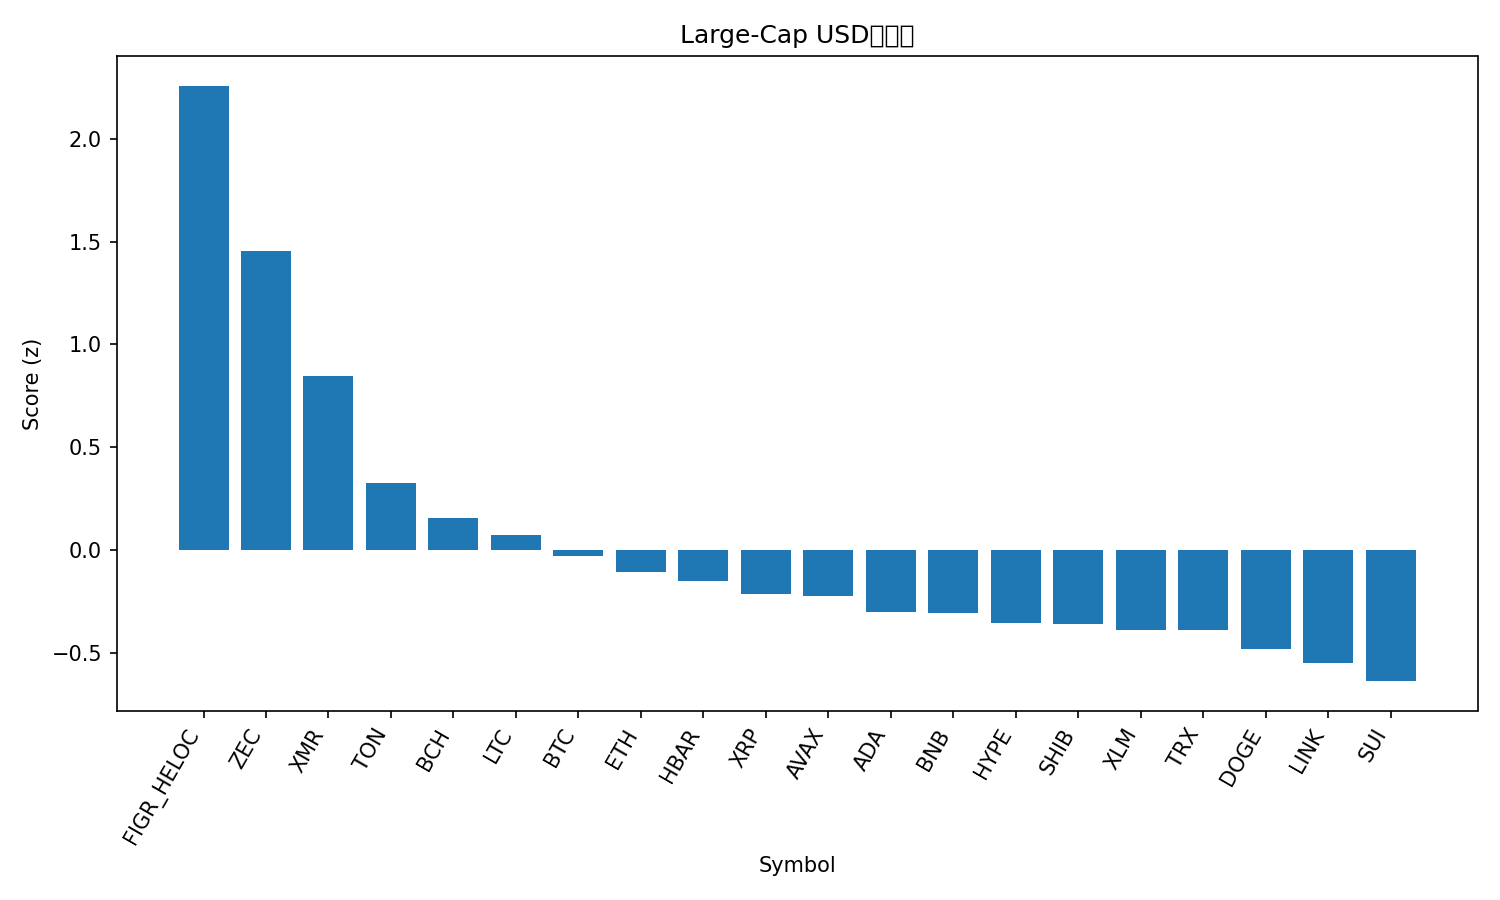 Large-Cap USD
Score (z)
2.0
1.5
1.0
0.5
0.0
−0.5
FIGR_HELOC
ZEC
XMR
TON
BCH
LTC
BTC
ETH
HBAR
XRP
AVAX
ADA
BNB
HYPE
SHIB
XLM
TRX
DOGE
LINK
SUI
Symbol